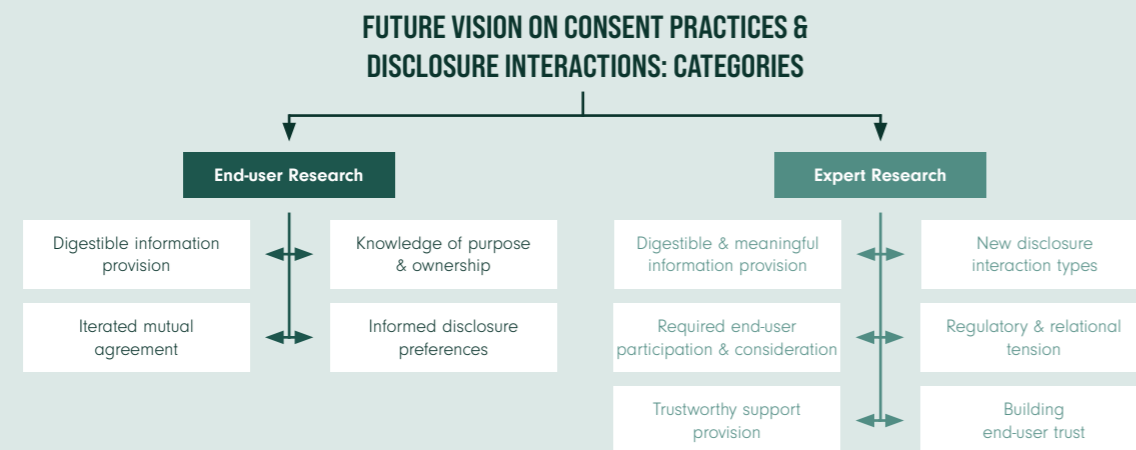 FUTURE VISION ON CONSENT PRACTICES &
DISCLOSURE INTERACTIONS: CATEGORIES
End-user Research
Digestible information
provision
Knowledge of purpose
& ownership
Iterated mutual
agreement
Informed disclosure
preferences
Expert Research
Digestible & meaningful
information provision
New disclosure
interaction types
Required end-user
participation & consideration
Regulatory & relational
tension
Trustworthy support
provision
Building
end-user trust